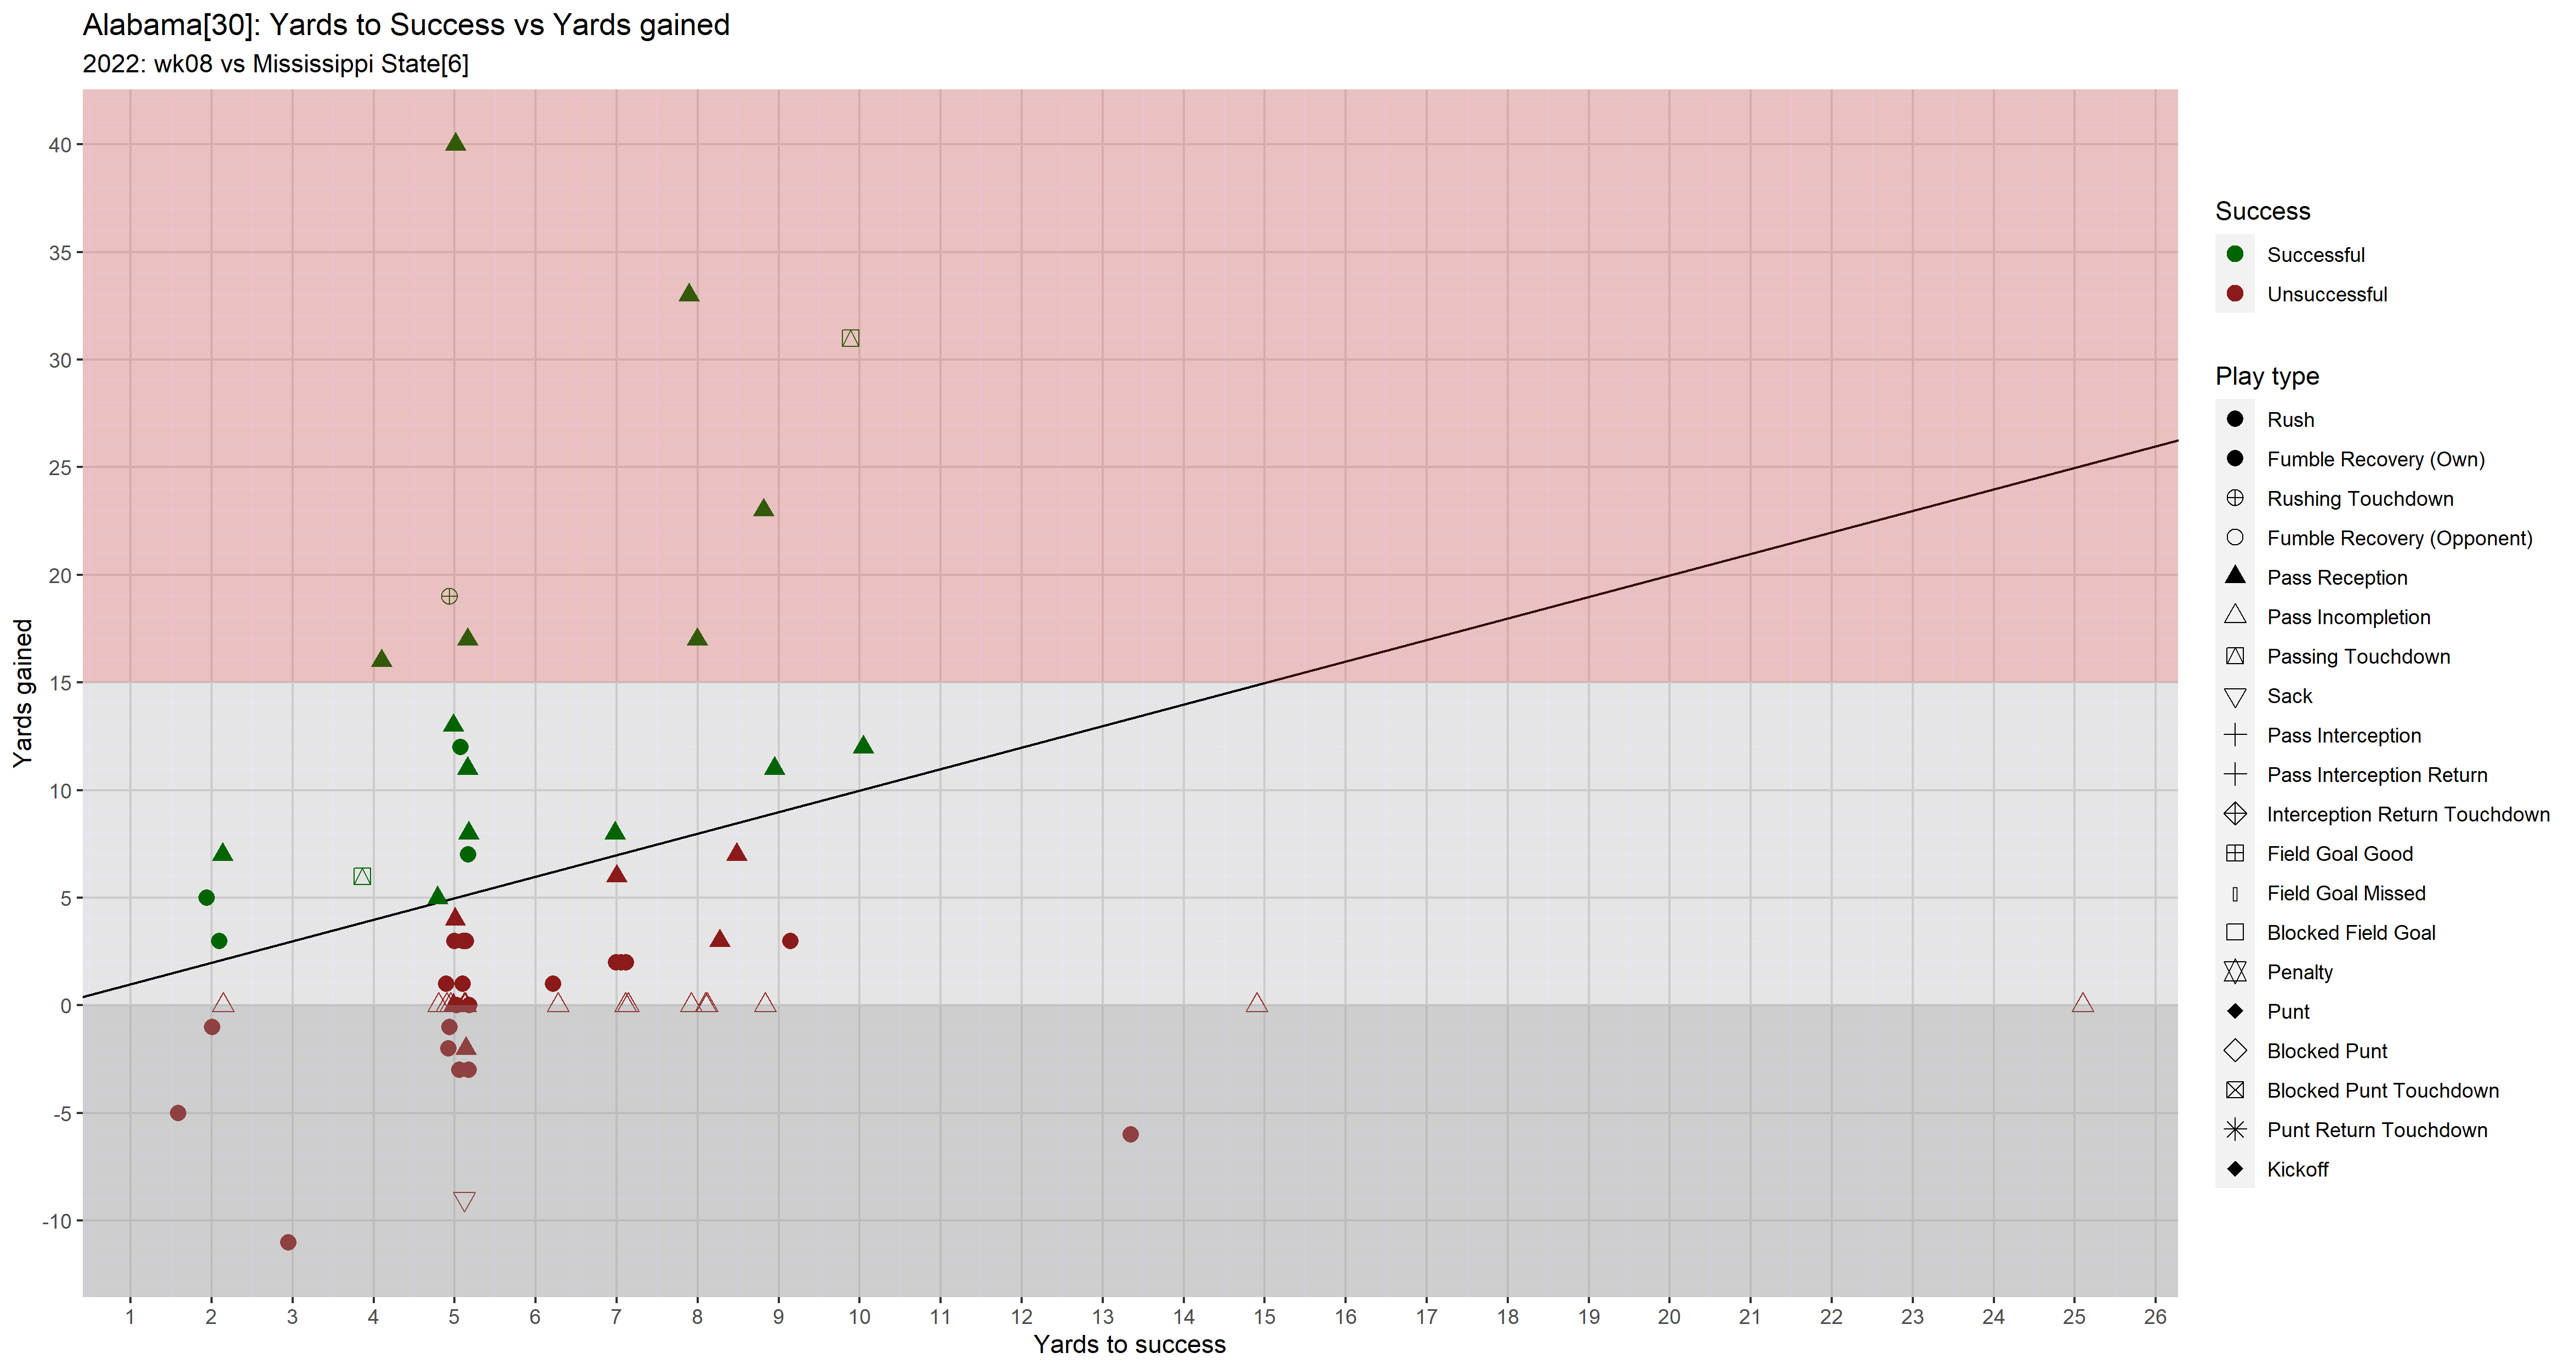 Alabama[30]: Yards to Success vs Yards gained
2022: wk08 vs Mississippi State[6]
Yards gained
40
35
30
25
20
15
10
5
0
-5
-10
1 2 3 4 5 6 7 8 9 10 11 12 13 14 15 16 17 18 19 20 21 22 23 24 25 26
Yards to success
Success
Successful
Unsuccessful
Play type
Rush
Fumble Recovery (Own)
Rushing Touchdown
Fumble Recovery (Opponent)
Pass Reception
Pass Incompletion
Passing Touchdown
Sack
Pass Interception
Pass Interception Return
Interception Return Touchdown
Field Goal Good
Field Goal Missed
Blocked Field Goal
Penalty
Punt
Blocked Punt
Blocked Punt Touchdown
Punt Return Touchdown
Kickoff